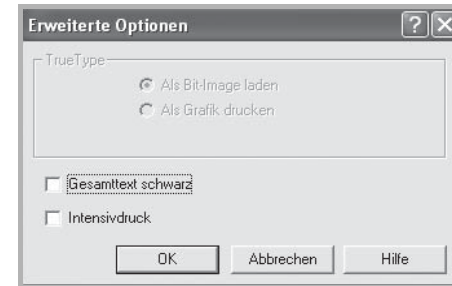 Erweiterte Optionen
TrueType
Als Bit-Image laden
Als Grafik drucken
Gesamttext schwarz
Intensivdruck
OK Abbrechen Hilfe